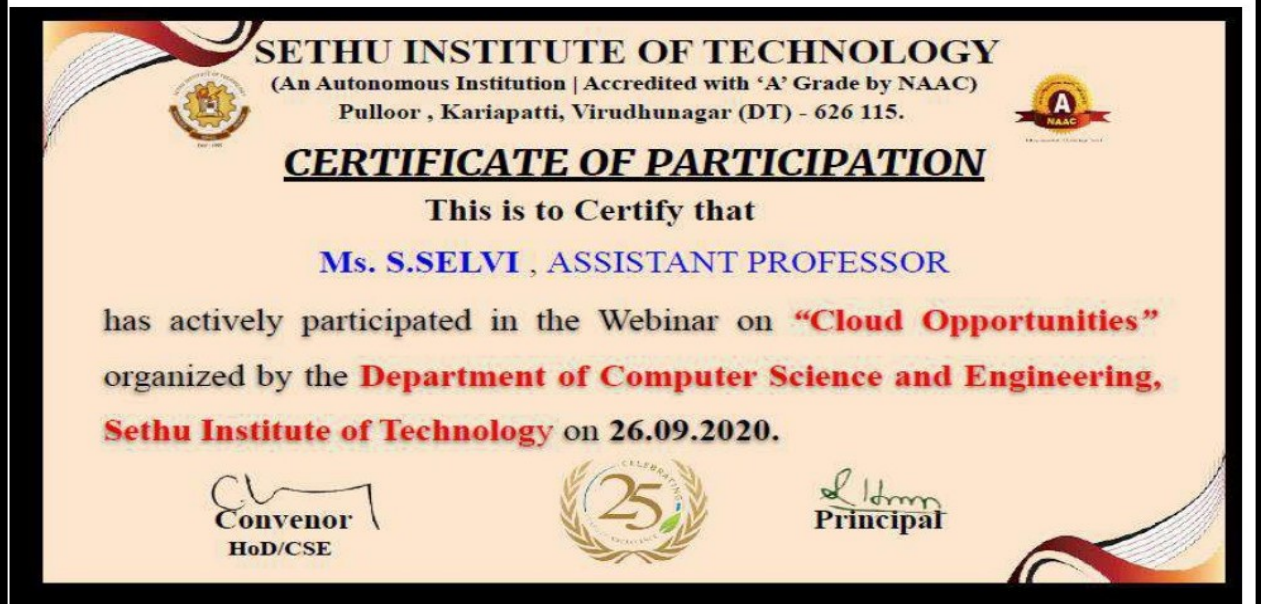 SETHU INSTITUTE OF TECHNOLOGY
(An Autonomous Institution | Accredited with ‘A’ Grade by NAAC)
Pulloor , Kariapatti, Virudhunagar (DT) - 626 115.
A
NAAC
CERTIFICATE OF PARTICIPATION
This is to Certify that
Ms. S.SELVI , ASSISTANT PROFESSOR
has actively participated in the Webinar on “Cloud Opportunities”
organized by the Department of Computer Science and Engineering,
Sethu Institute of Technology on 26.09.2020.
CELEBRATING
25
Convenor
HoD/CSE
Principal